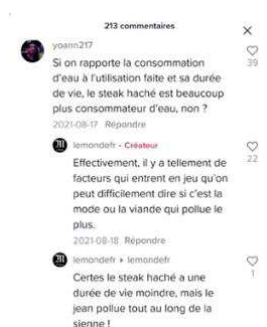 213 commentaires
yoann217
Si on rapporte la consommation
d'eau à l'utilisation faite et sa durée
de vie, le steak haché est beaucoup
plus consommateur d'eau, non ?
39
2021-08-17 Répondre
lemondefr · Créateur
Effectivement, il y a tellement de
facteurs qui entrent en jeu qu'on
peut difficilement dire si c'est la
mode ou la viande qui pollue le
plus.
22
2021-08-18 Répondre
lemondefr ▸ lemondefr
Certes le steak haché a une
durée de vie moindre, mais le
jean pollue tout au long de la
sienne !
1